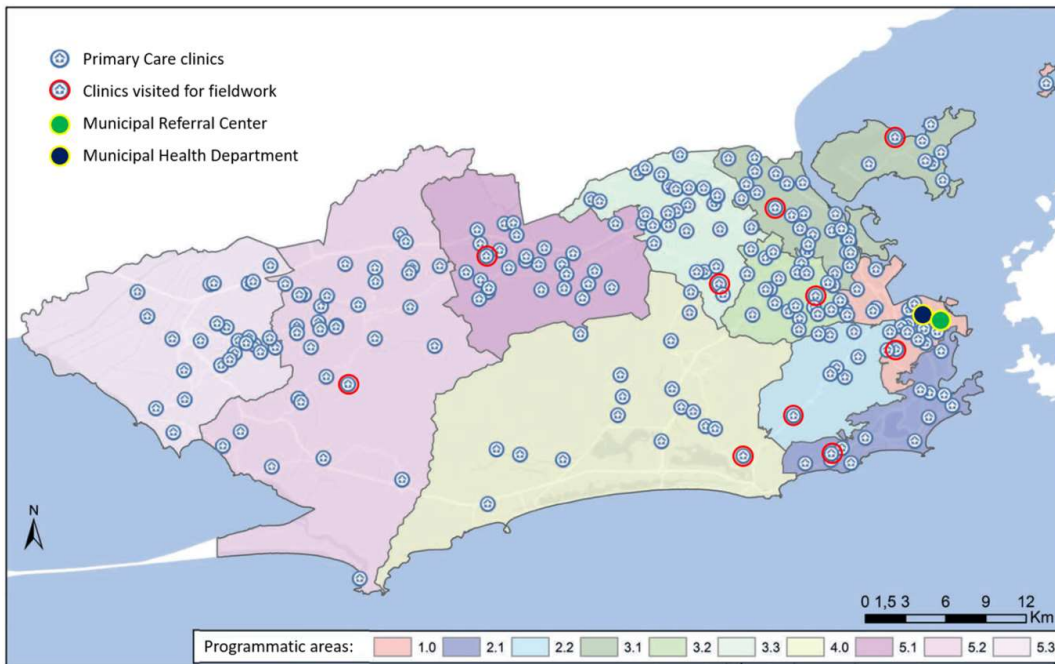 Primary Care clinics
Clinics visited for fieldwork
Municipal Referral Center
Municipal Health Department
N
0 1,5 3 6 9 12
Km
Programmatic areas: 1.0 2.1 2.2 3.1 3.2 3.3 4.0 5.1 5.2 5.3